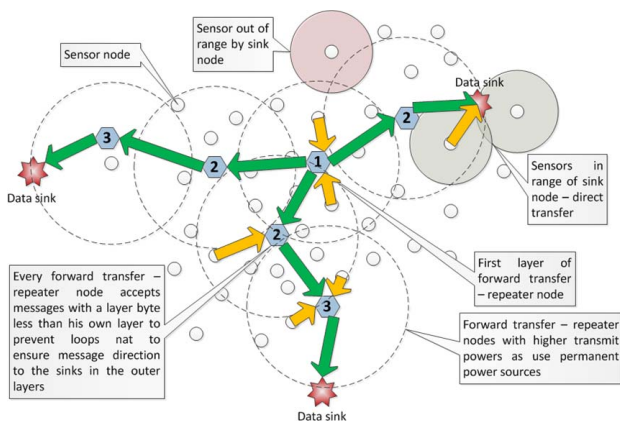 Sensor node
Sensor out of
range by sink
node
Data sink
2
3
1
2
Data sink
Sensors in
range of sink
node – direct
transfer
2
First layer of
forward transfer
– repeater node
Every forward transfer –
repeater node accepts
messages with a layer byte
less than his own layer to
prevent loops nat to
ensure message direction
to the sinks in the outer
layers
3
Forward transfer – repeater
nodes with higher transmit
powers as use permanent
power sources
Data sink